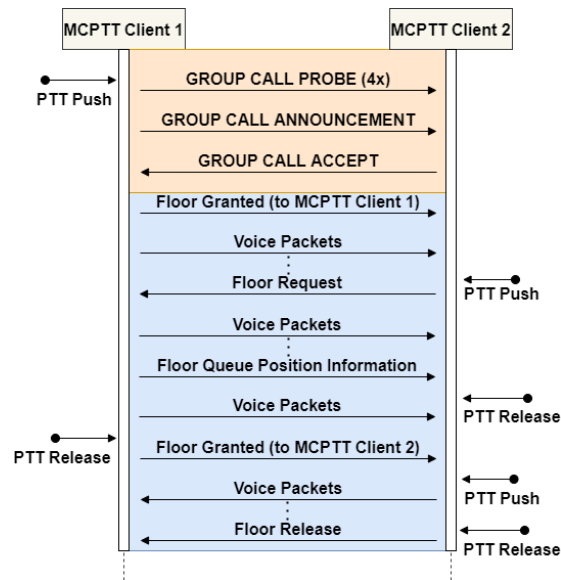 MCPTT Client 1
MCPTT Client 2
GROUP CALL PROBE (4x)
PTT Push
GROUP CALL ANNOUNCEMENT
GROUP CALL ACCEPT
Floor Granted (to MCPTT Client 1)
Voice Packets
Floor Request
PTT Push
Voice Packets
Floor Queue Position Information
Voice Packets
PTT Release
PTT Release
Floor Granted (to MCPTT Client 2)
Voice Packets
PTT Push
Floor Release
PTT Release